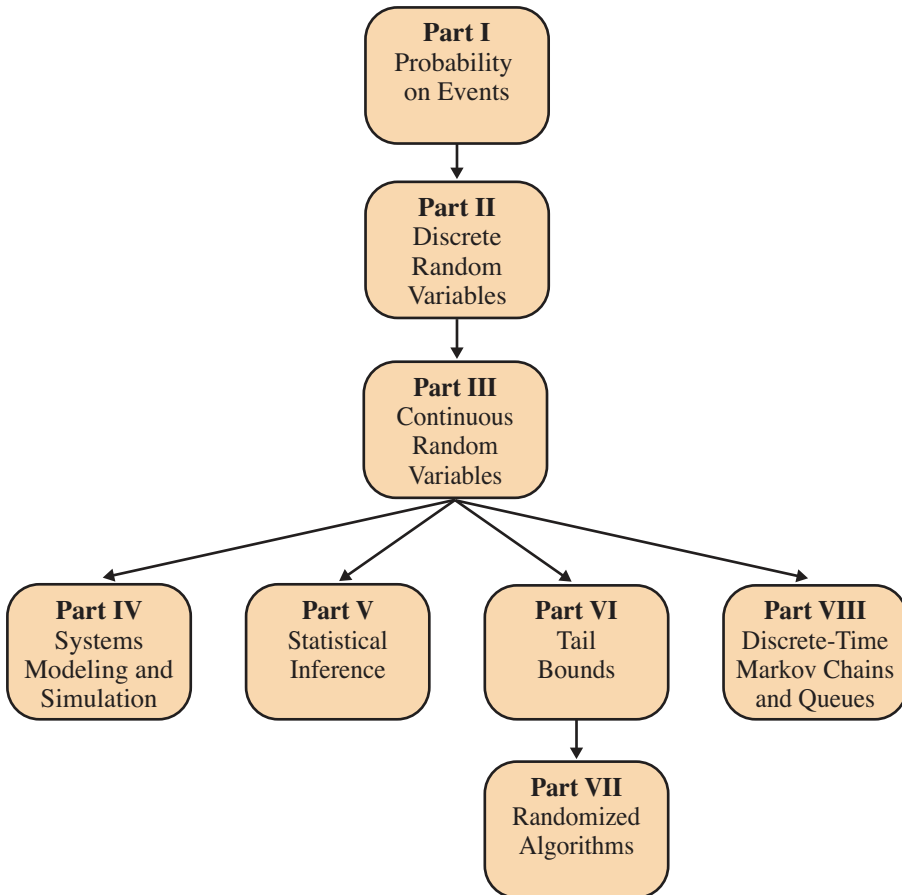 Part I
Probability
on Events
Part II
Discrete
Random
Variables
Part III
Continuous
Random
Variables
Part IV
Systems
Modeling and
Simulation
Part V
Statistical
Inference
Part VI
Tail
Bounds
Part VIII
Discrete-Time
Markov Chains
and Queues
Part VII
Randomized
Algorithms